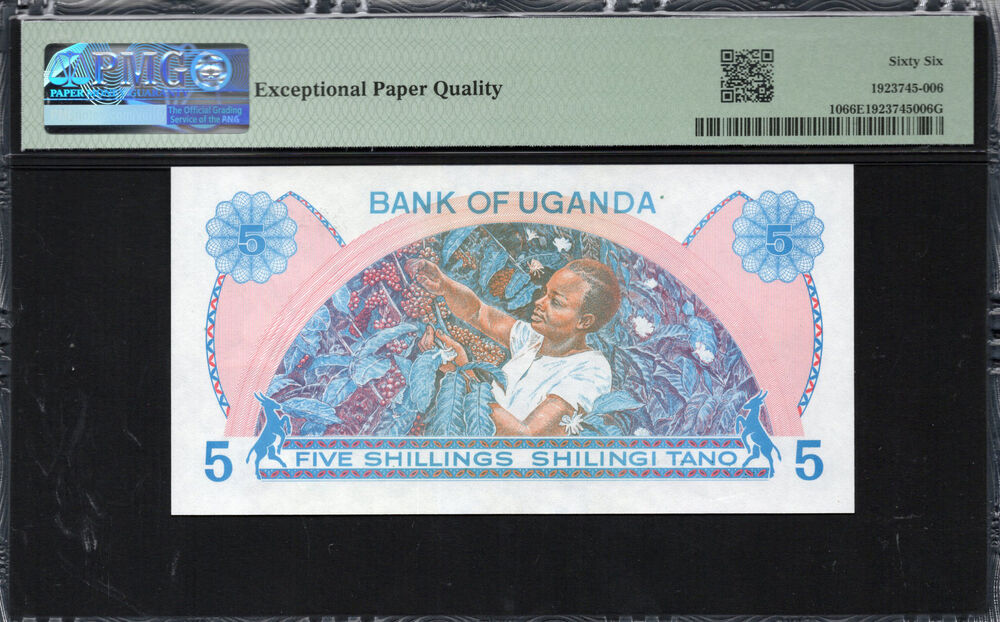 PMG
PAPER MONEY GUARANTY
The Official Grading
Service of the PNG
Exceptional Paper Quality
Sixty Six
1923745-006
1066E1923745006G
BANK OF UGANDA
5
5
5
5
FIVE SHILLINGS SHILINGI TANO